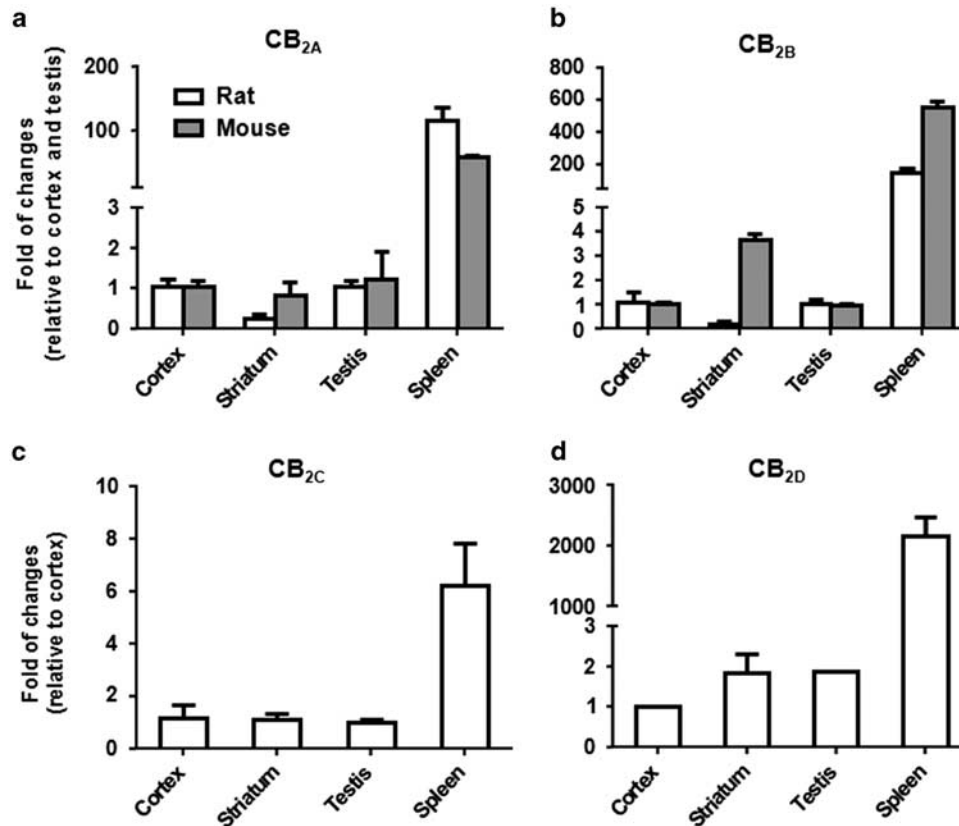 a
CB2A
Fold of changes
(relative to cortex and testis)
200
100
3
2
1
0
Rat
Mouse
Cortex
Striatum
Testis
Spleen
b
CB2B
800
600
400
200
5
4
3
2
1
0
Cortex
Striatum
Testis
Spleen
c
CB2C
Fold of changes
(relative to cortex)
10
8
6
4
2
0
Cortex
Striatum
Testis
Spleen
d
CB2D
3000
2000
1000
3
2
1
0
Cortex
Striatum
Testis
Spleen